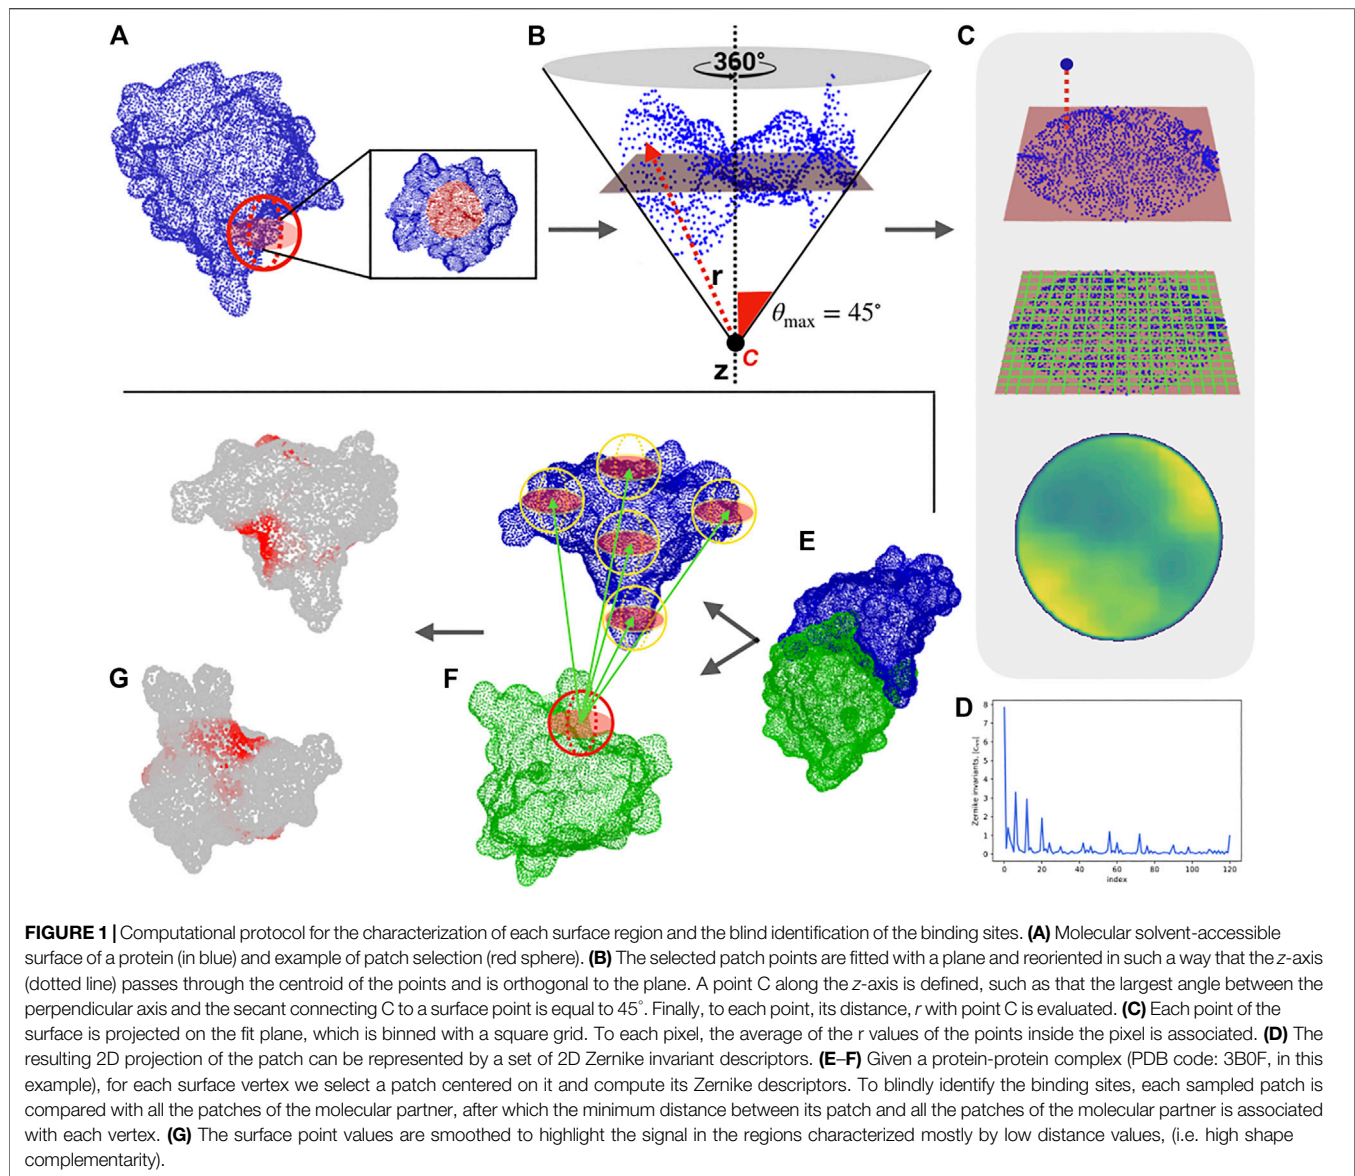 A
B
C
360°
r
θmax = 45°
C
z
E
G
F
D
Zernike invariants, |cnm|
8
7
6
5
4
3
2
1
0
0 20 40 60 80 100 120
index
FIGURE 1 | Computational protocol for the characterization of each surface region and the blind identification of the binding sites. (A) Molecular solvent-accessible
surface of a protein (in blue) and example of patch selection (red sphere). (B) The selected patch points are fitted with a plane and reoriented in such a way that the z-axis
(dotted line) passes through the centroid of the points and is orthogonal to the plane. A point C along the z-axis is defined, such that the largest angle between the
perpendicular axis and the secant connecting C to a surface point is equal to 45°. Finally, to each point, its distance, r with point C is evaluated. (C) Each point of the
surface is projected on the fit plane, which is binned with a square grid. To each pixel, the average of the r values of the points inside the pixel is associated. (D) The
resulting 2D projection of the patch can be represented by a set of 2D Zernike invariant descriptors. (E–F) Given a protein-protein complex (PDB code: 3B0F, in this
example), for each surface vertex we select a patch centered on it and compute its Zernike descriptors. To blindly identify the binding sites, each sampled patch is
compared with all the patches of the molecular partner, after which the minimum distance between its patch and all the patches of the molecular partner is associated
with each vertex. (G) The surface point values are smoothed to highlight the signal in the regions characterized mostly by low distance values, (i.e. high shape
complementarity).